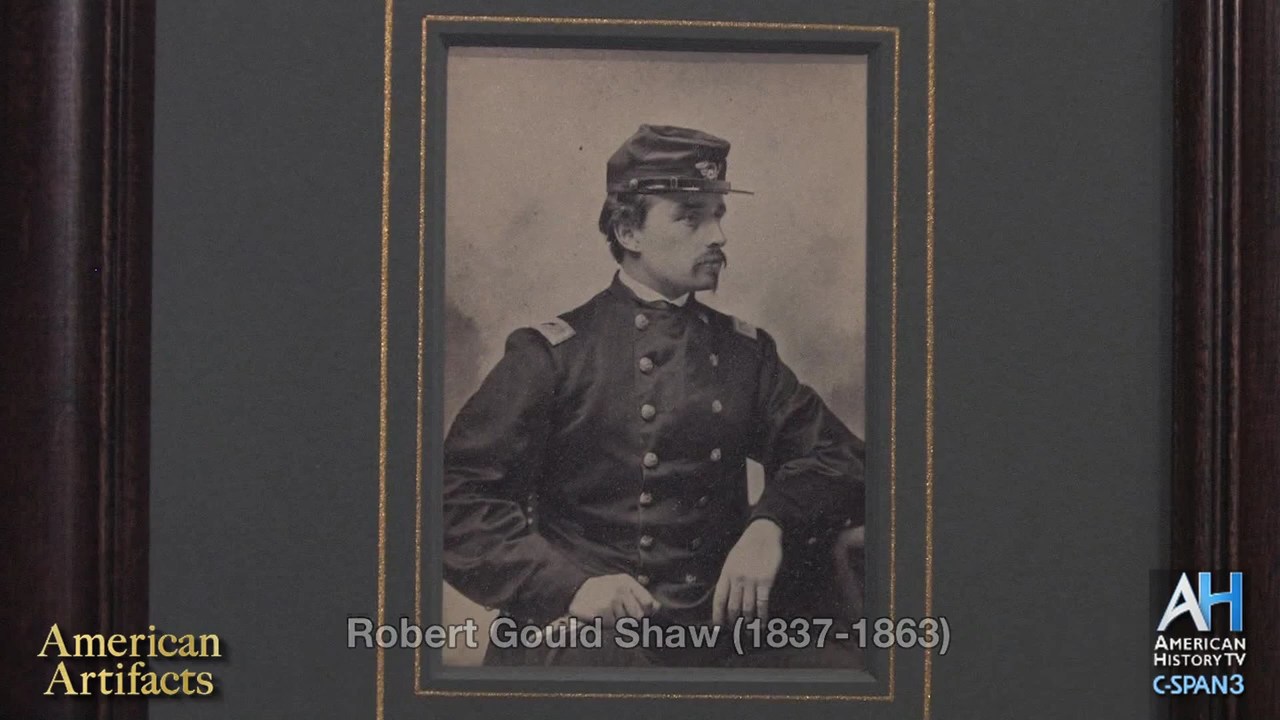 Robert Gould Shaw (1837-1863)
American
Artifacts
AH
AMERICAN
HISTORY TV
C-SPAN3